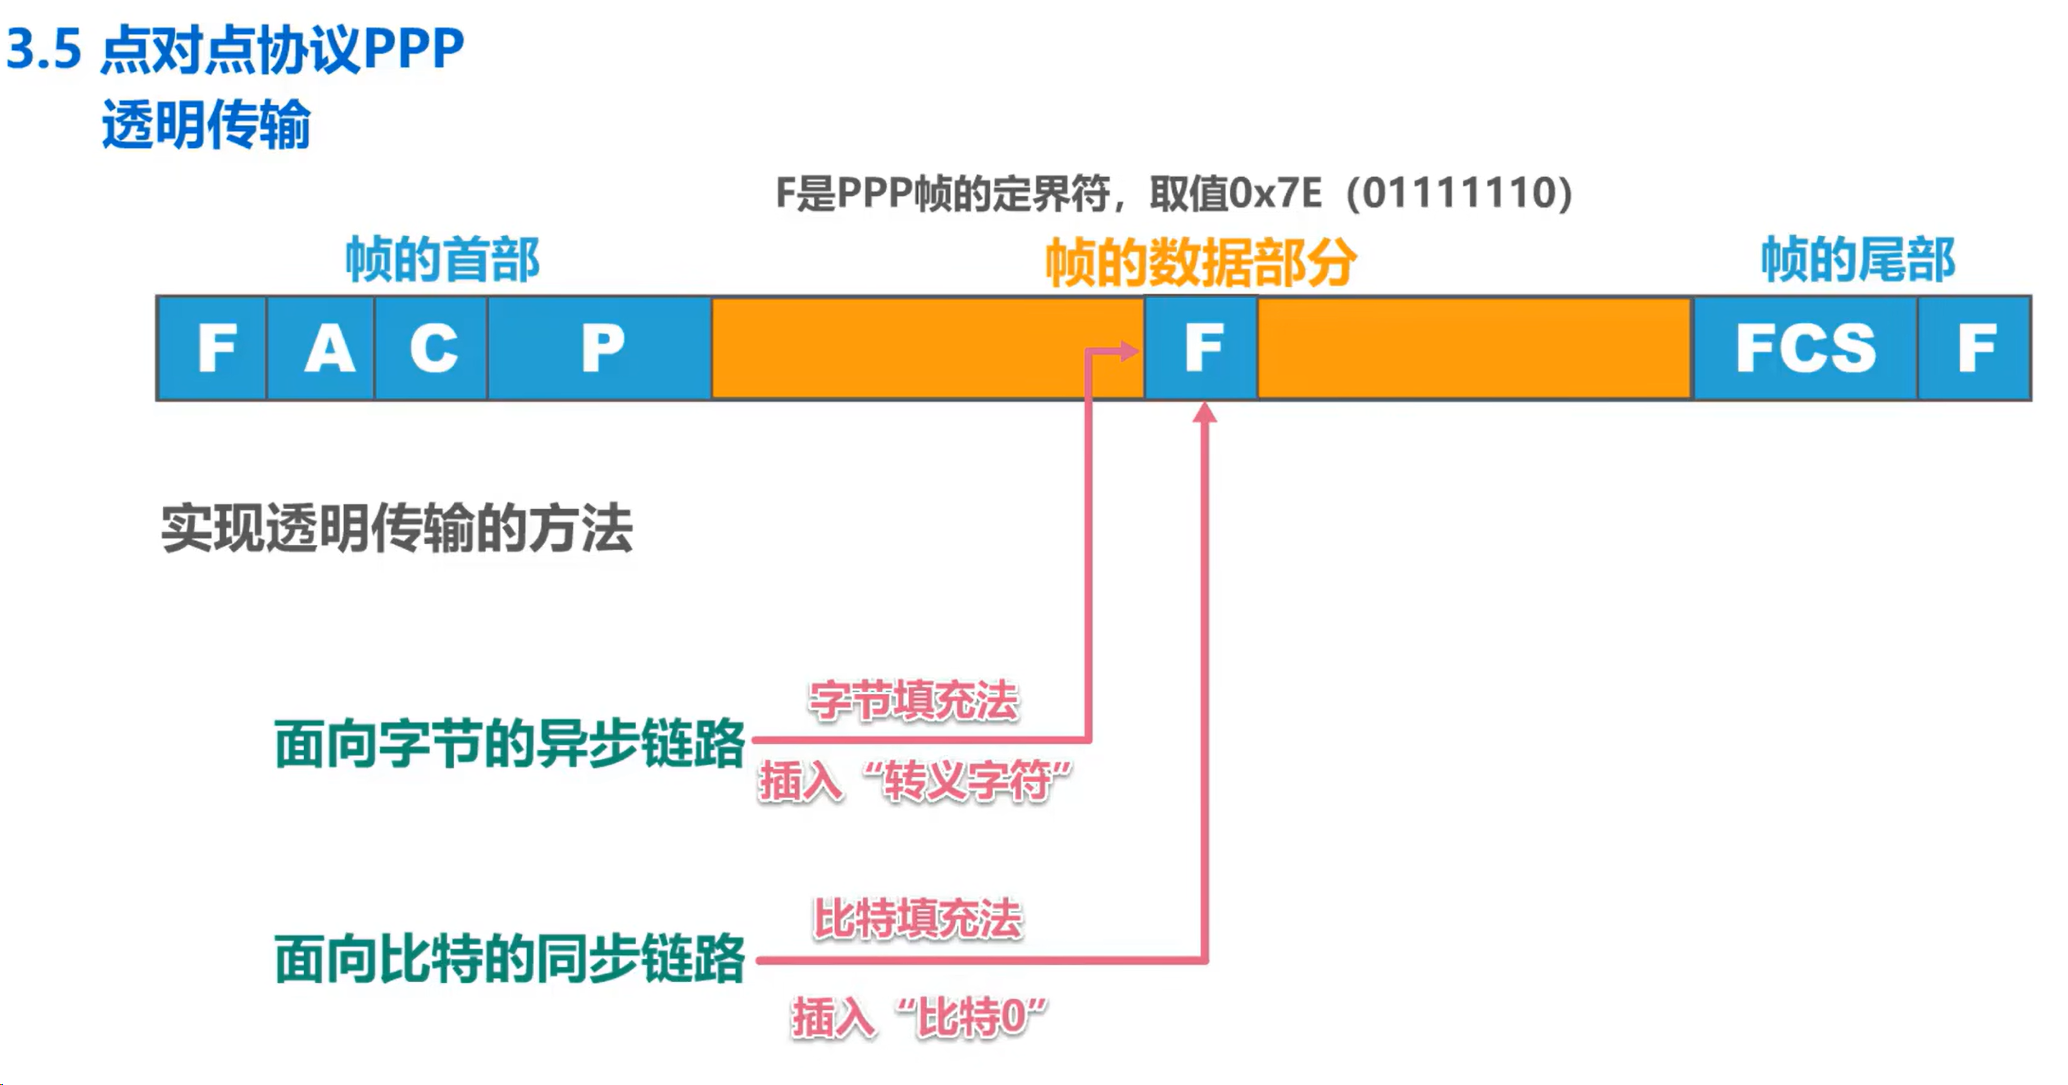 3.5 点对点协议PPP
透明传输
F是PPP帧的定界符，取值0x7E（01111110）
帧的首部 帧的数据部分 帧的尾部
F A C P F FCS F
实现透明传输的方法
字节填充法
面向字节的异步链路
插入“转义字符”
比特填充法
面向比特的同步链路
插入“比特0”